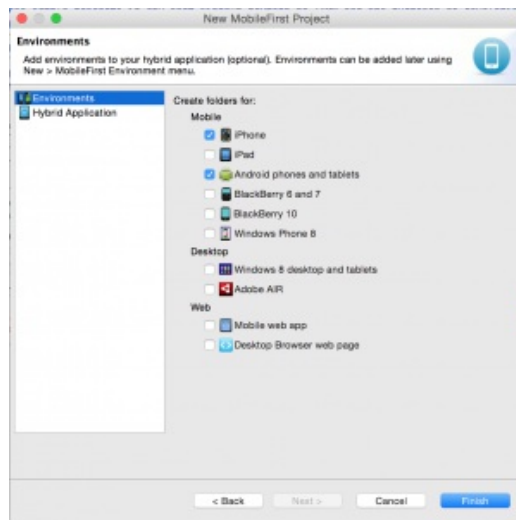 New MobileFirst Project
Environments
Add environments to your hybrid application (optional). Environments can be added later using
New > MobileFirst Environment menu.
Environments
Hybrid Application
Create folders for:
Mobile
iPhone
iPad
Android phones and tablets
BlackBerry 6 and 7
BlackBerry 10
Windows Phone 8
Desktop
Windows 8 desktop and tablets
Adobe AIR
Web
Mobile web app
Desktop Browser web page
< Back
Next >
Cancel
Finish